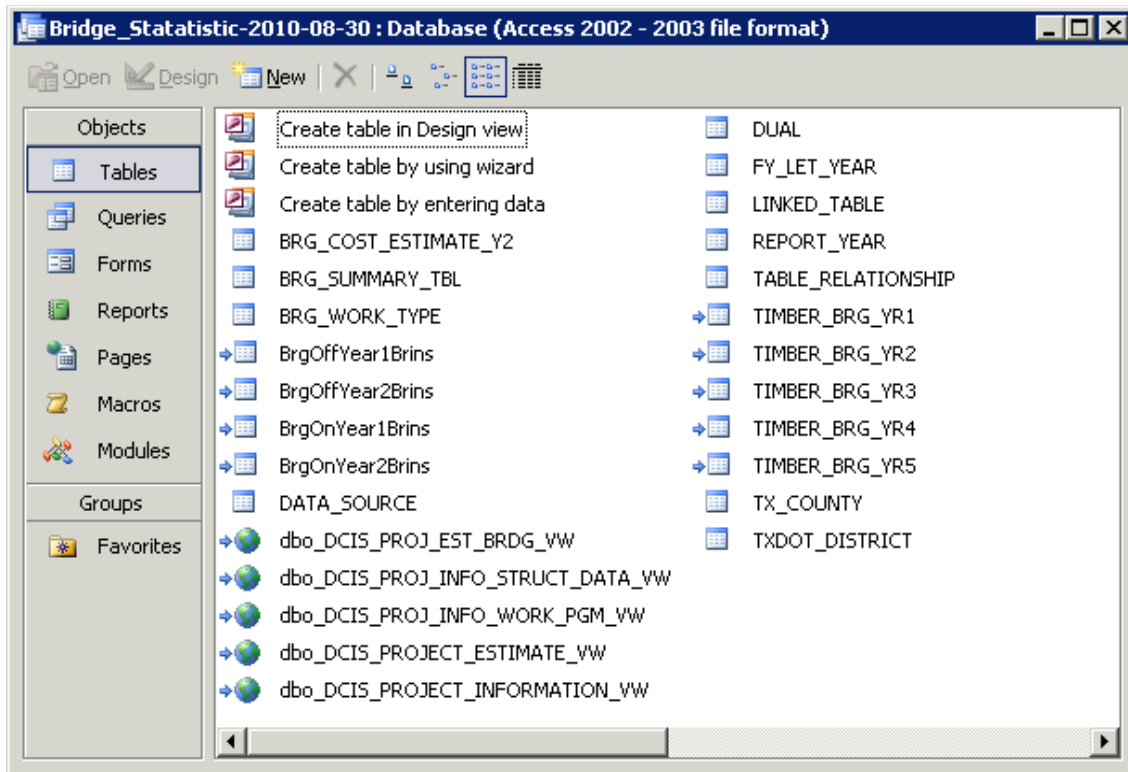 Bridge_Statatistic-2010-08-30 : Database (Access 2002 - 2003 file format)
Open Design New
Objects
Tables
Queries
Forms
Reports
Pages
Macros
Modules
Groups
Favorites
Create table in Design view
Create table by using wizard
Create table by entering data
BRG_COST_ESTIMATE_Y2
BRG_SUMMARY_TBL
BRG_WORK_TYPE
BrgOffYear1Brins
BrgOffYear2Brins
BrgOnYear1Brins
BrgOnYear2Brins
DATA_SOURCE
dbo_DCIS_PROJ_EST_BRDG_VW
dbo_DCIS_PROJ_INFO_STRUCT_DATA_VW
dbo_DCIS_PROJ_INFO_WORK_PGM_VW
dbo_DCIS_PROJECT_ESTIMATE_VW
dbo_DCIS_PROJECT_INFORMATION_VW
DUAL
FY_LET_YEAR
LINKED_TABLE
REPORT_YEAR
TABLE_RELATIONSHIP
TIMBER_BRG_YR1
TIMBER_BRG_YR2
TIMBER_BRG_YR3
TIMBER_BRG_YR4
TIMBER_BRG_YR5
TX_COUNTY
TXDOT_DISTRICT